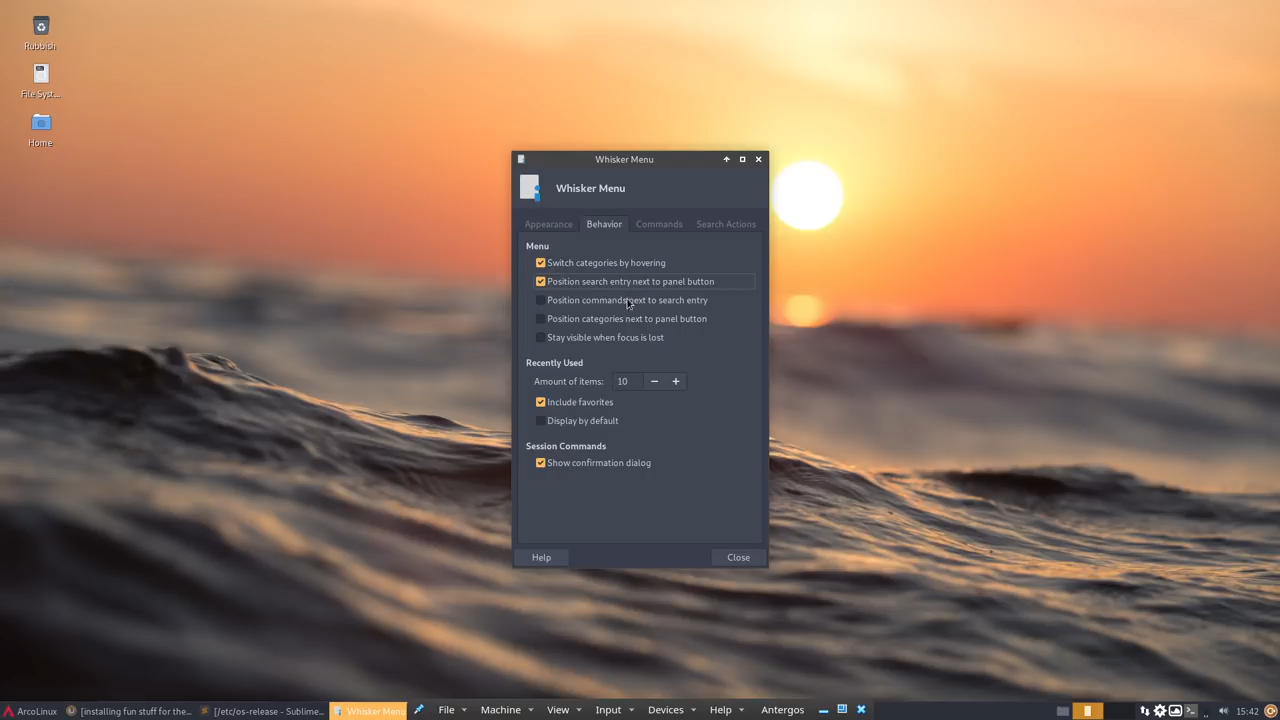 Rubbish
File Syst...
Home
Whisker Menu
Whisker Menu
Appearance
Behavior
Commands
Search Actions
Menu
Switch categories by hovering
Position search entry next to panel button
Position commands next to search entry
Position categories next to panel button
Stay visible when focus is lost
Recently Used
Amount of items:
10
Include favorites
Display by default
Session Commands
Show confirmation dialog
Help
Close
ArcoLinux
[installing fun stuff for the...
[/etc/os-release - Sublime...
Whisker Menu
File
Machine
View
Input
Devices
Help
Antergos
15:42